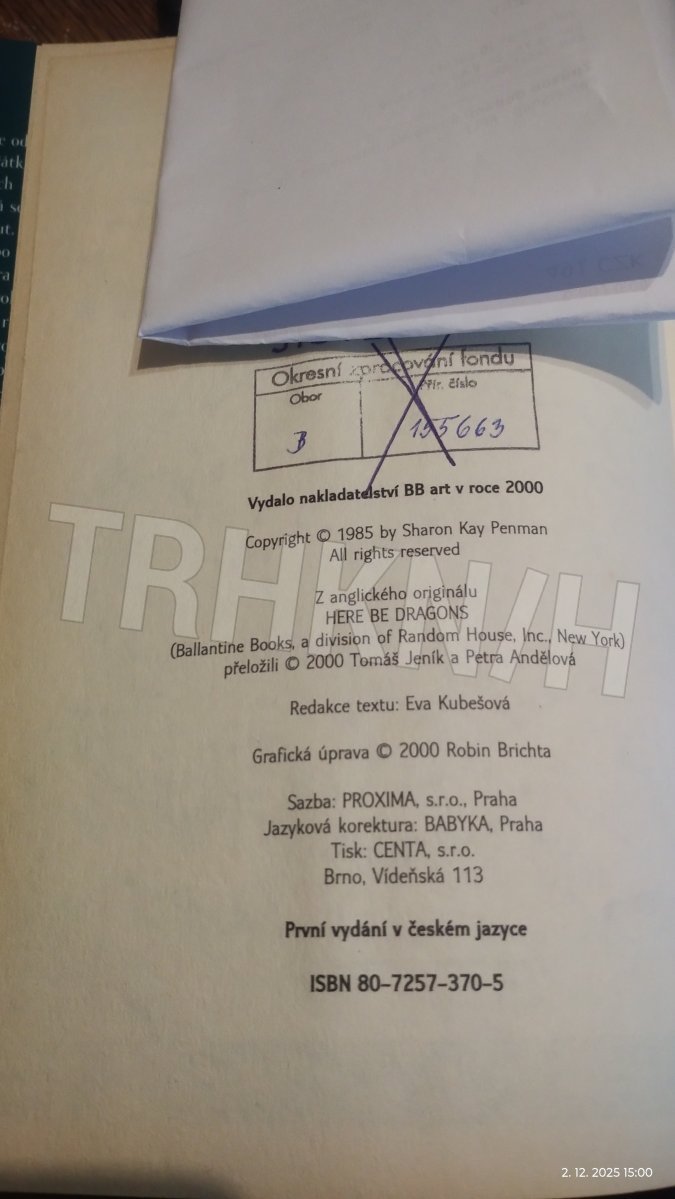 Okresní zpracování fondu
Obor
Přír. číslo
B
155663
Vydalo nakladatelství BB art v roce 2000
Copyright © 1985 by Sharon Kay Penman
All rights reserved
Z anglického originálu
HERE BE DRAGONS
(Ballantine Books, a division of Random House, Inc., New York)
přeložili © 2000 Tomáš Jeník a Petra Andělová
Redakce textu: Eva Kubešová
Grafická úprava © 2000 Robin Brichta
Sazba: PROXIMA, s.r.o., Praha
Jazyková korektura: BABYKA, Praha
Tisk: CENTA, s.r.o.
Brno, Vídeňská 113
První vydání v českém jazyce
ISBN 80–7257–370–5
TRHKNIH
2. 12. 2025 15:00